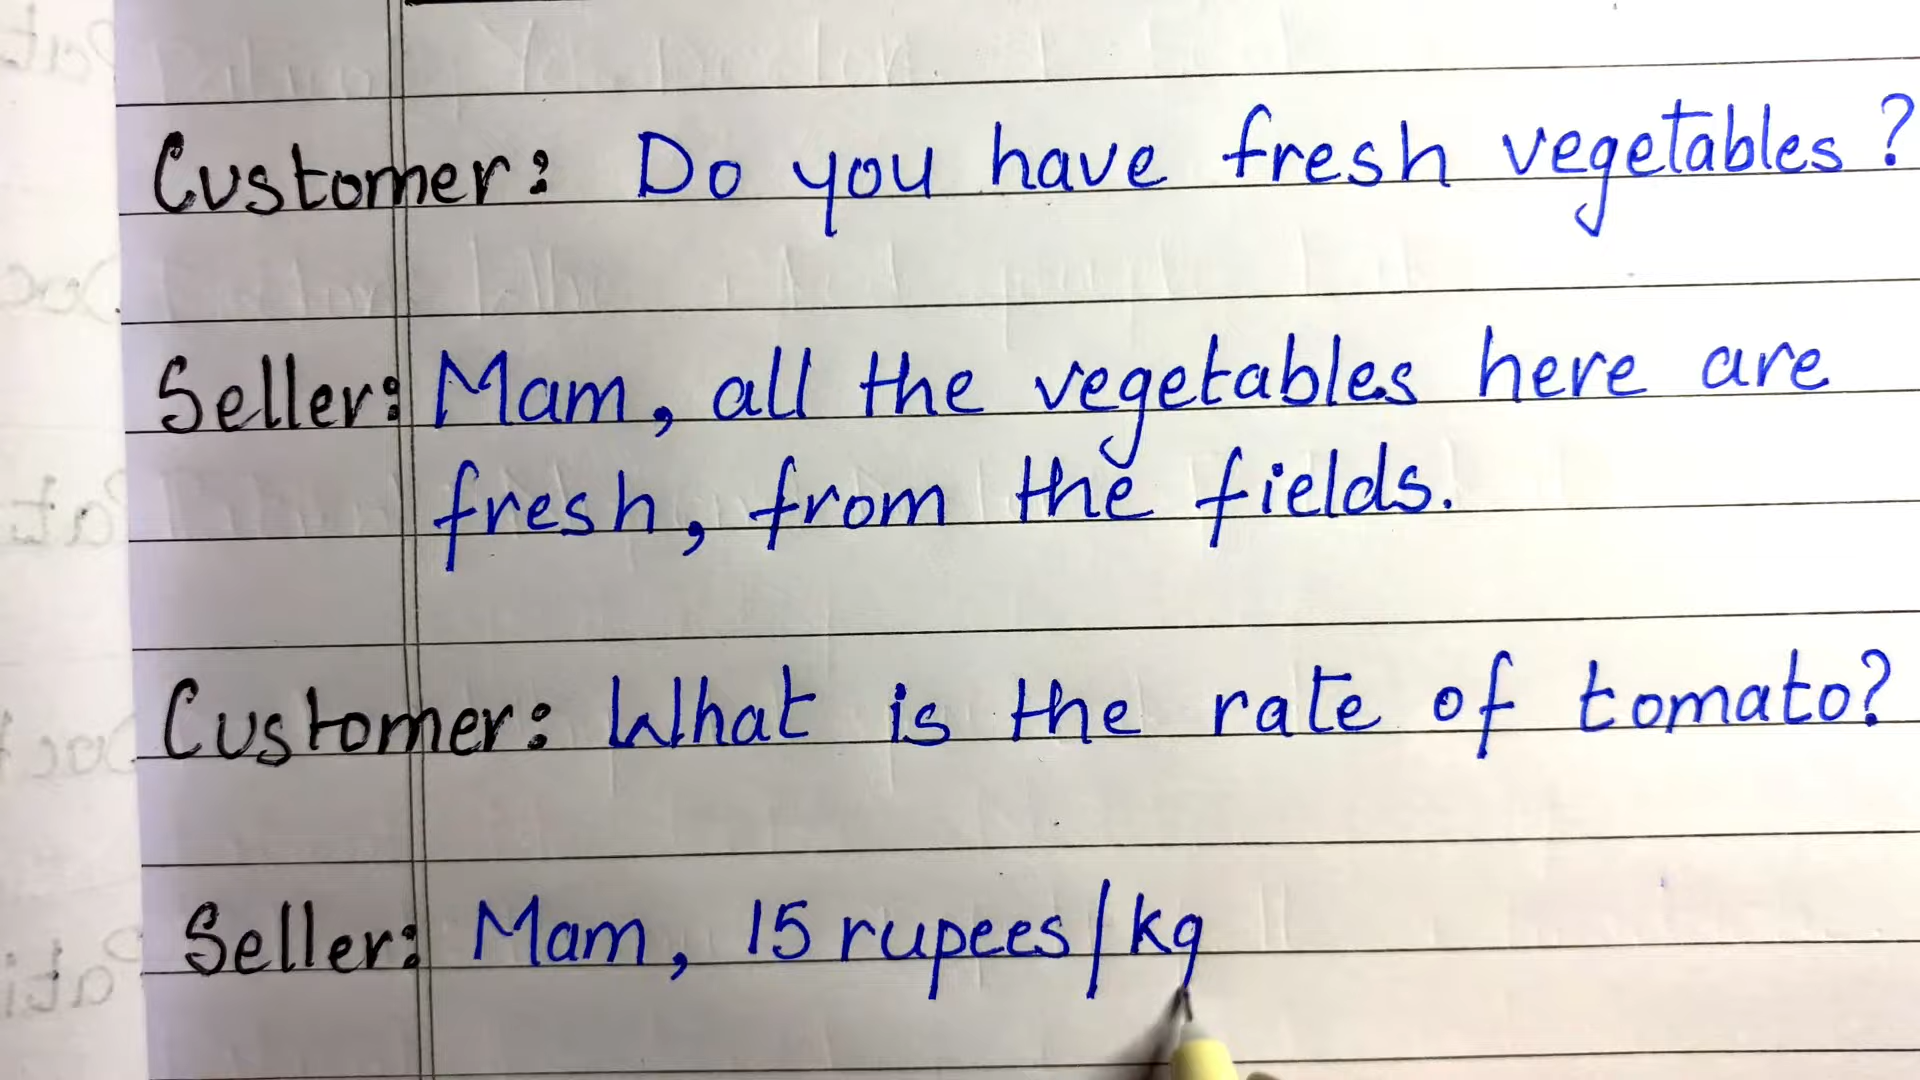 Customer: Do you have fresh vegetables?
Seller: Mam, all the vegetables here are
fresh, from the fields.
Customer: What is the rate of tomato?
Seller: Mam, 15 rupees/kg